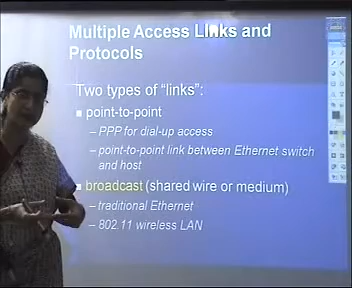 Multiple Access Links and
Protocols
Two types of "links":
point-to-point
– PPP for dial-up access
– point-to-point link between Ethernet switch
and host
broadcast (shared wire or medium)
– traditional Ethernet
– 802.11 wireless LAN